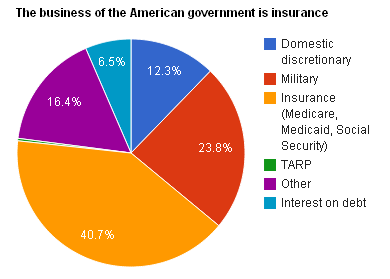 The business of the American government is insurance
6.5%
12.3%
16.4%
23.8%
40.7%
Domestic
discretionary
Military
Insurance
(Medicare,
Medicaid, Social
Security)
TARP
Other
Interest on debt